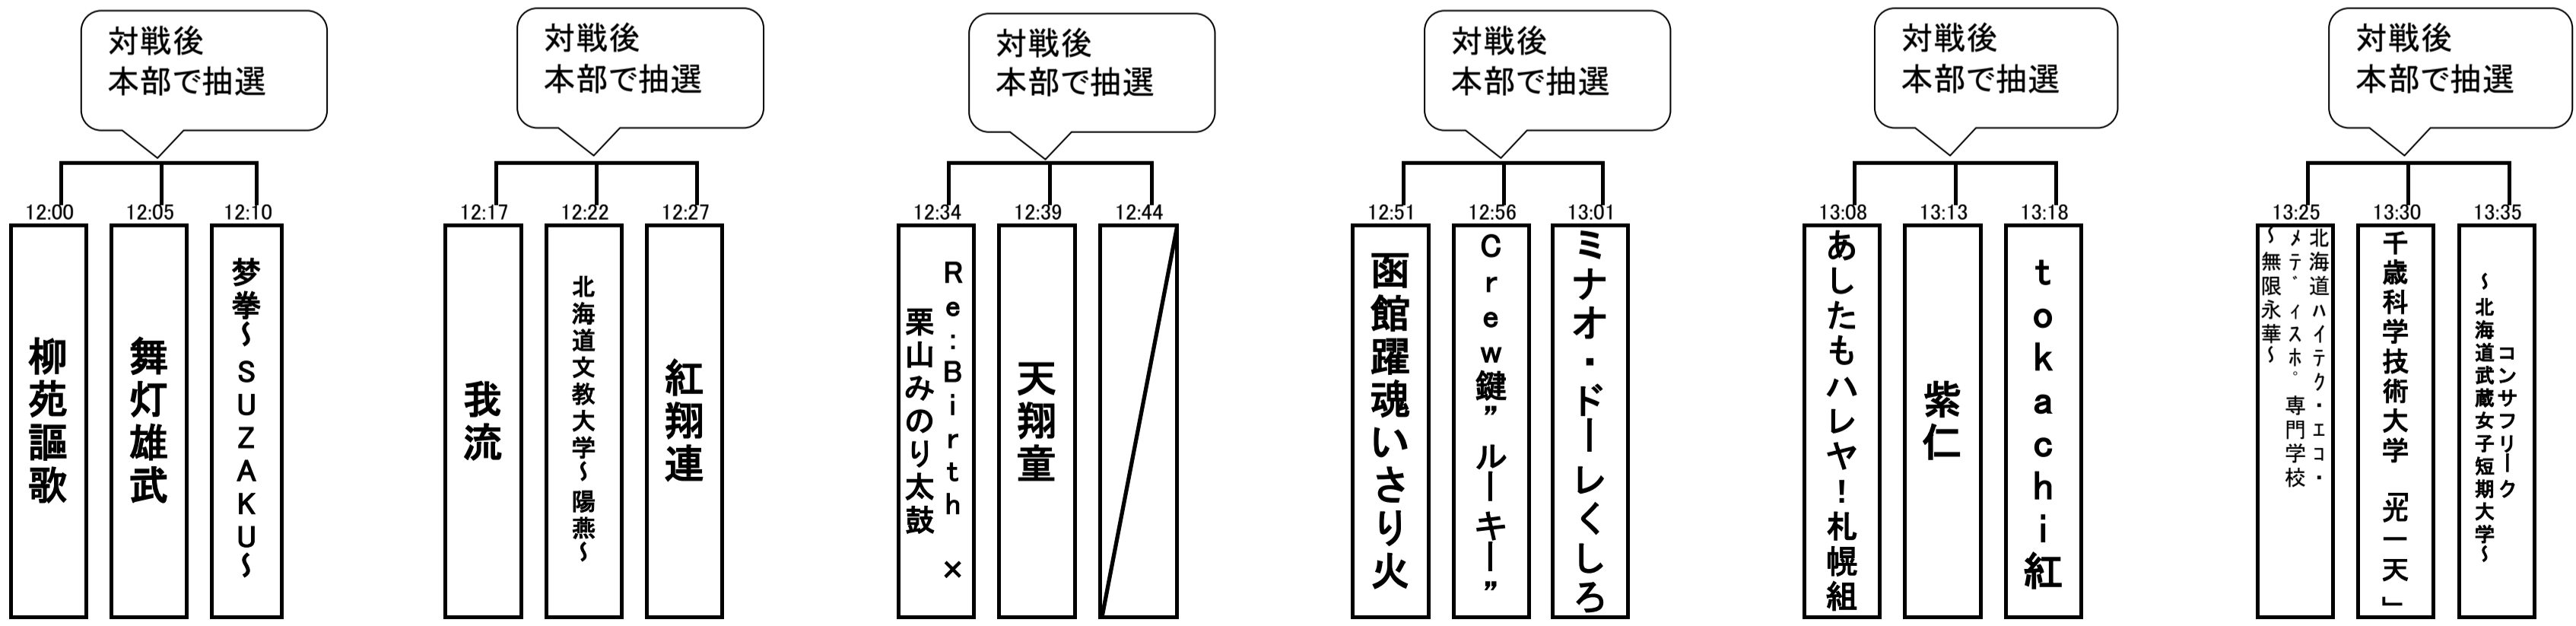 対戦後
本部で抽選
12:00
12:05
12:10
柳苑謳歌
舞灯雄武
梦拳～SUZAKU～
対戦後
本部で抽選
12:17
12:22
12:27
我流
北海道文教大学～陽燕～
紅翔連
対戦後
本部で抽選
12:34
12:39
12:44
Re:Birth ×
栗山みのり太鼓
天翔童
対戦後
本部で抽選
12:51
12:56
13:01
函館躍魂いさり火
Crew鍵”ルーキー”
ミナオ・ドーレくしろ
対戦後
本部で抽選
13:08
13:13
13:18
あしたもハレヤ!札幌組
紫仁
tokachi紅
対戦後
本部で抽選
13:25
13:30
13:35
北海道ハイテク・エコ・
ﾒﾃﾞｨｽﾎﾟ専門学校
～無限永華～
千歳科学技術大学「光一天」
コンサフリーク
～北海道武蔵女子短期大学～